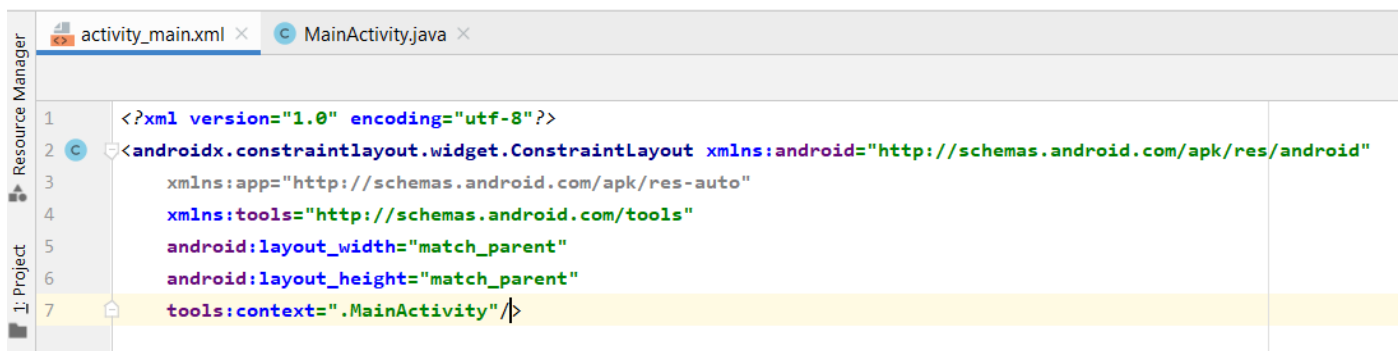 activity_main.xml
MainActivity.java
Resource Manager
1: Project
1 <?xml version="1.0" encoding="utf-8"?>
2 C <androidx.constraintlayout.widget.ConstraintLayout xmlns:android="http://schemas.android.com/apk/res/android"
3 xmlns:app="http://schemas.android.com/apk/res-auto"
4 xmlns:tools="http://schemas.android.com/tools"
5 android:layout_width="match_parent"
6 android:layout_height="match_parent"
7 tools:context=".MainActivity"/>